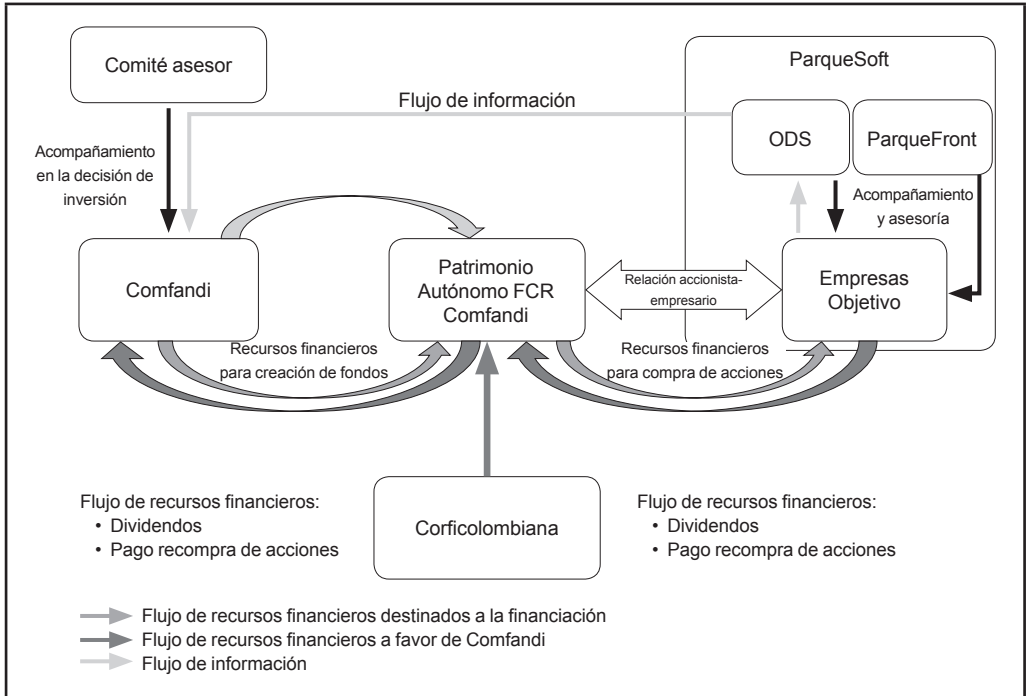 Comité asesor
ParqueSoft
Flujo de información
ODS
ParqueFront
Acompañamiento
en la decisión de
inversión
Acompañamiento
y asesoría
Comfandi
Patrimonio
Autónomo FCR
Comfandi
Relación accionista-
empresario
Empresas
Objetivo
Recursos financieros
para creación de fondos
Recursos financieros
para compra de acciones
Flujo de recursos financieros:
• Dividendos
• Pago recompra de acciones
Corficolombiana
Flujo de recursos financieros:
• Dividendos
• Pago recompra de acciones
Flujo de recursos financieros destinados a la financiación
Flujo de recursos financieros a favor de Comfandi
Flujo de información